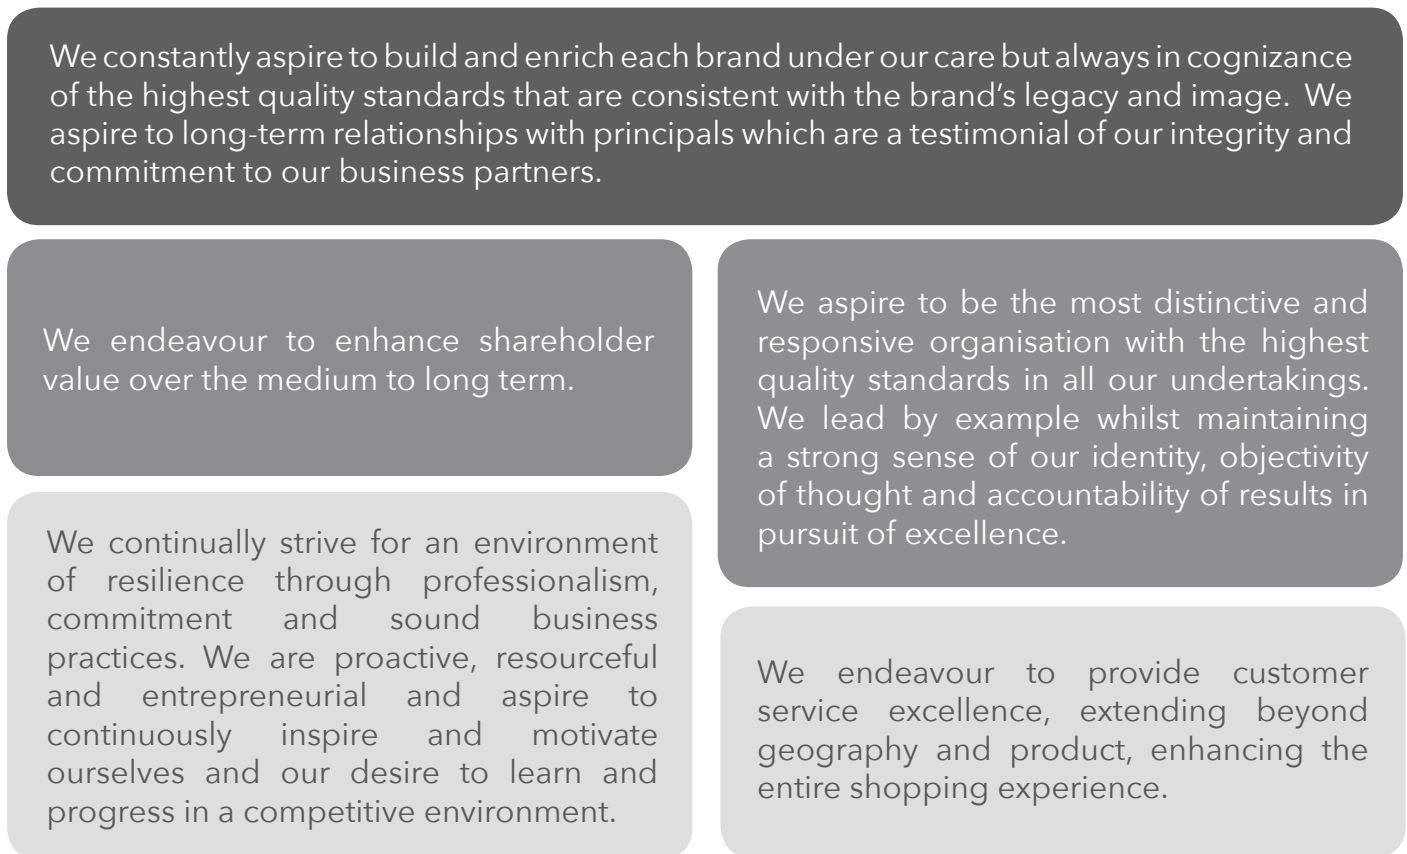 We constantly aspire to build and enrich each brand under our care but always in cognizance
of the highest quality standards that are consistent with the brand’s legacy and image.  We
aspire to long-term relationships with principals which are a testimonial of our integrity and
commitment to our business partners.
We endeavour to enhance shareholder
value over the medium to long term.
We aspire to be the most distinctive and
responsive organisation with the highest
quality standards in all our undertakings.
We lead by example whilst maintaining
a strong sense of our identity, objectivity
of thought and accountability of results in
pursuit of excellence.
We continually strive for an environment
of resilience through professionalism,
commitment and sound business
practices. We are proactive, resourceful
and entrepreneurial and aspire to
continuously inspire and motivate
ourselves and our desire to learn and
progress in a competitive environment.
We endeavour to provide customer
service excellence, extending beyond
geography and product, enhancing the
entire shopping experience.